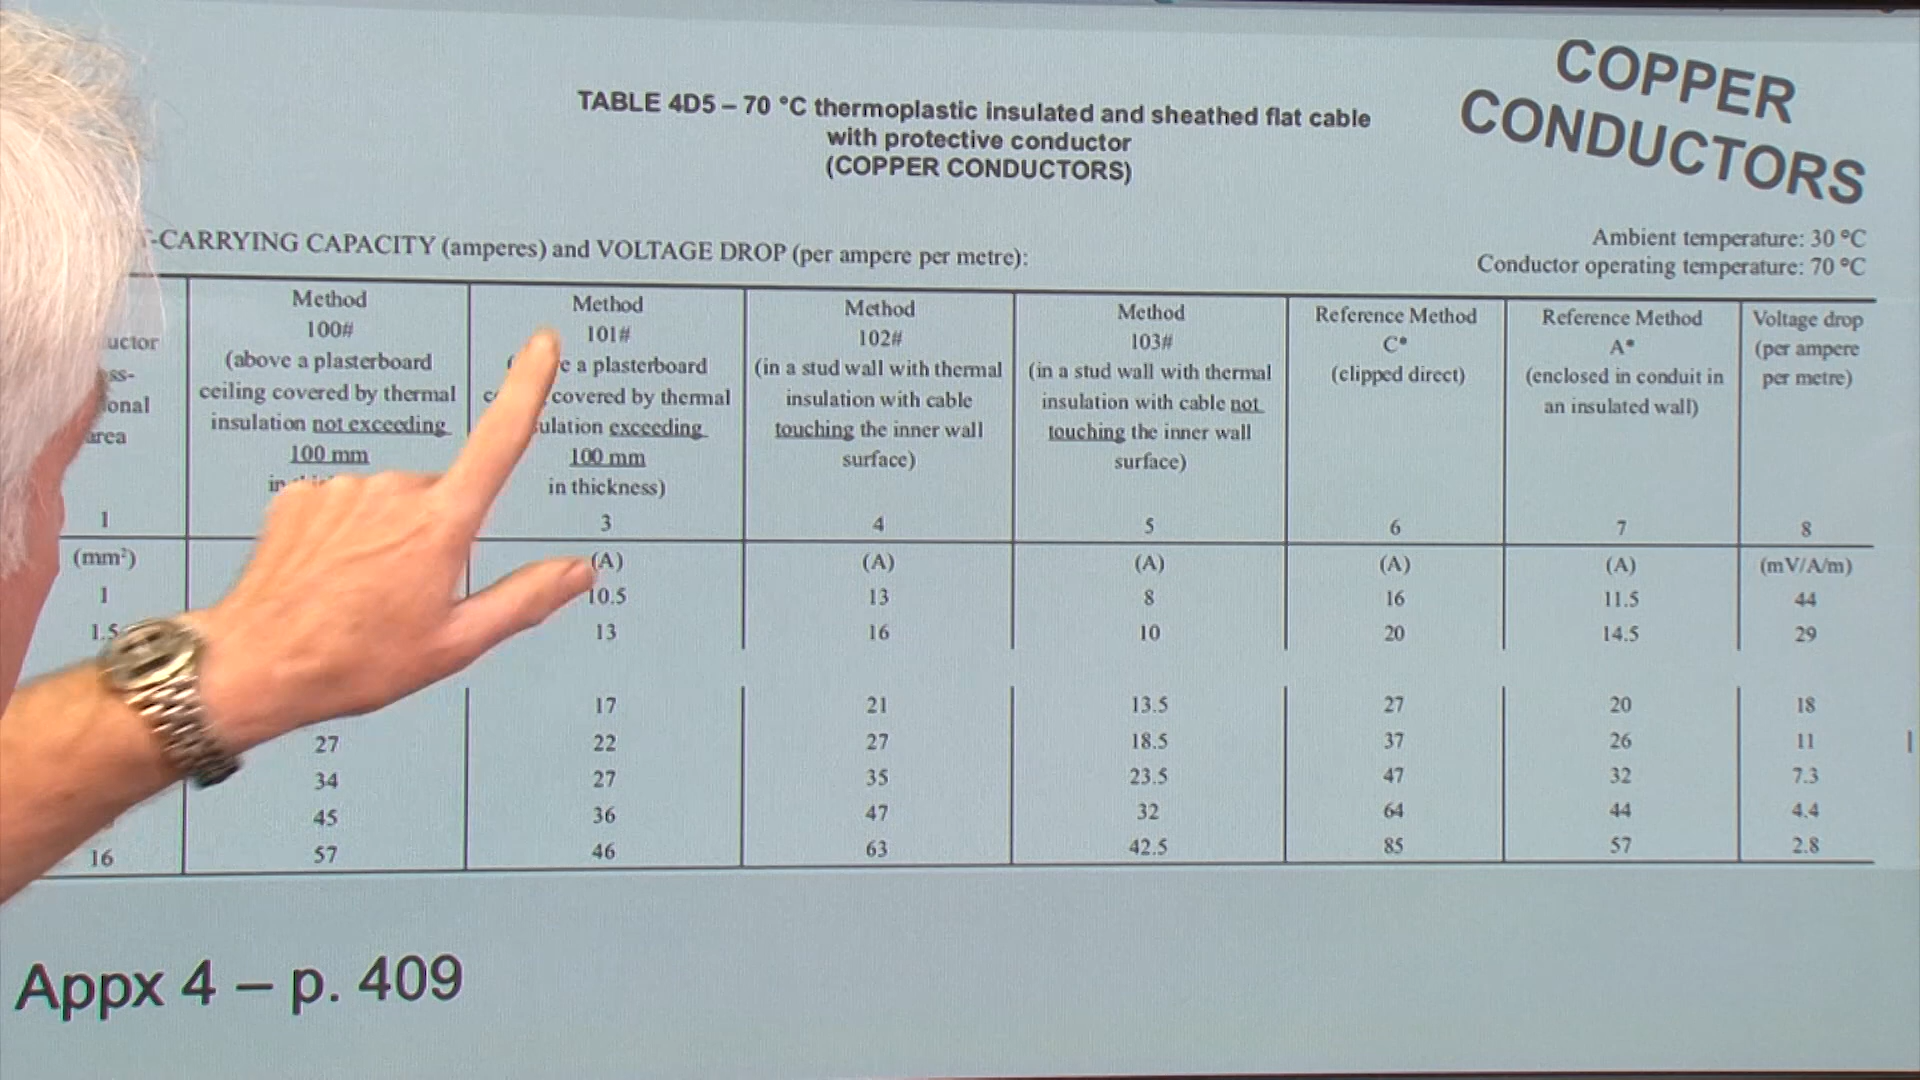 COPPER
CONDUCTORS
TABLE 4D5 – 70 °C thermoplastic insulated and sheathed flat cable
with protective conductor
(COPPER CONDUCTORS)
-CARRYING CAPACITY (amperes) and VOLTAGE DROP (per ampere per metre):
Ambient temperature: 30 °C
Conductor operating temperature: 70 °C
uctor
ss-
onal
area
1
Method
100#
(above a plasterboard
ceiling covered by thermal
insulation not exceeding
100 mm
Method
101#
e a plasterboard
covered by thermal
ulation exceeding
100 mm
in thickness)
3
Method
102#
(in a stud wall with thermal
insulation with cable
touching the inner wall
surface)
4
Method
103#
(in a stud wall with thermal
insulation with cable not
touching the inner wall
surface)
5
Reference Method
C*
(clipped direct)
6
Reference Method
A*
(enclosed in conduit in
an insulated wall)
7
Voltage drop
(per ampere
per metre)
8
(mm²) (A) (A) (A) (A) (A) (mV/A/m)
1 10.5 13 8 16 11.5 44
1.5 13 16 10 20 14.5 29
17 21 13.5 27 20 18
27 22 27 18.5 37 26 11
34 27 35 23.5 47 32 7.3
45 36 47 32 64 44 4.4
16 57 46 63 42.5 85 57 2.8
Appx 4 – p. 409